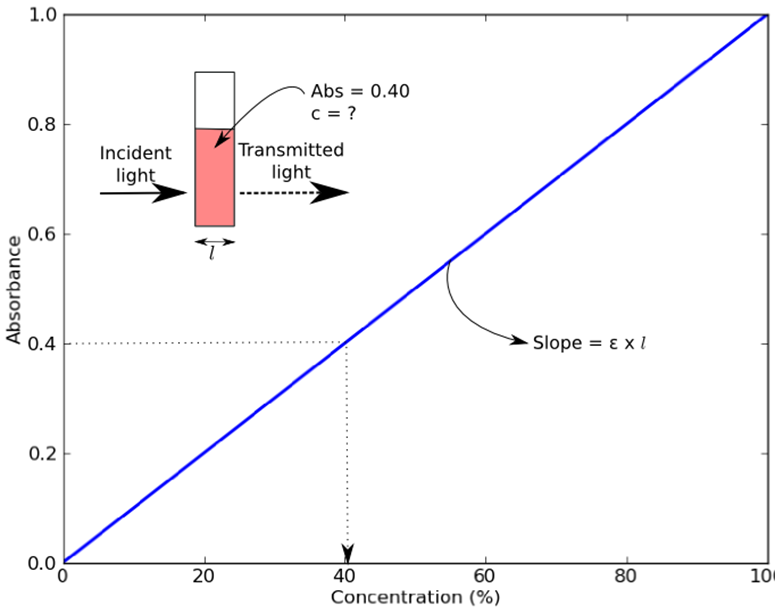 1.0
0.8
0.6
0.4
0.2
0.0
Absorbance
Abs = 0.40
c = ?
Incident
light
Transmitted
light
l
Slope = ε x l
0
20
40
60
80
100
Concentration (%)